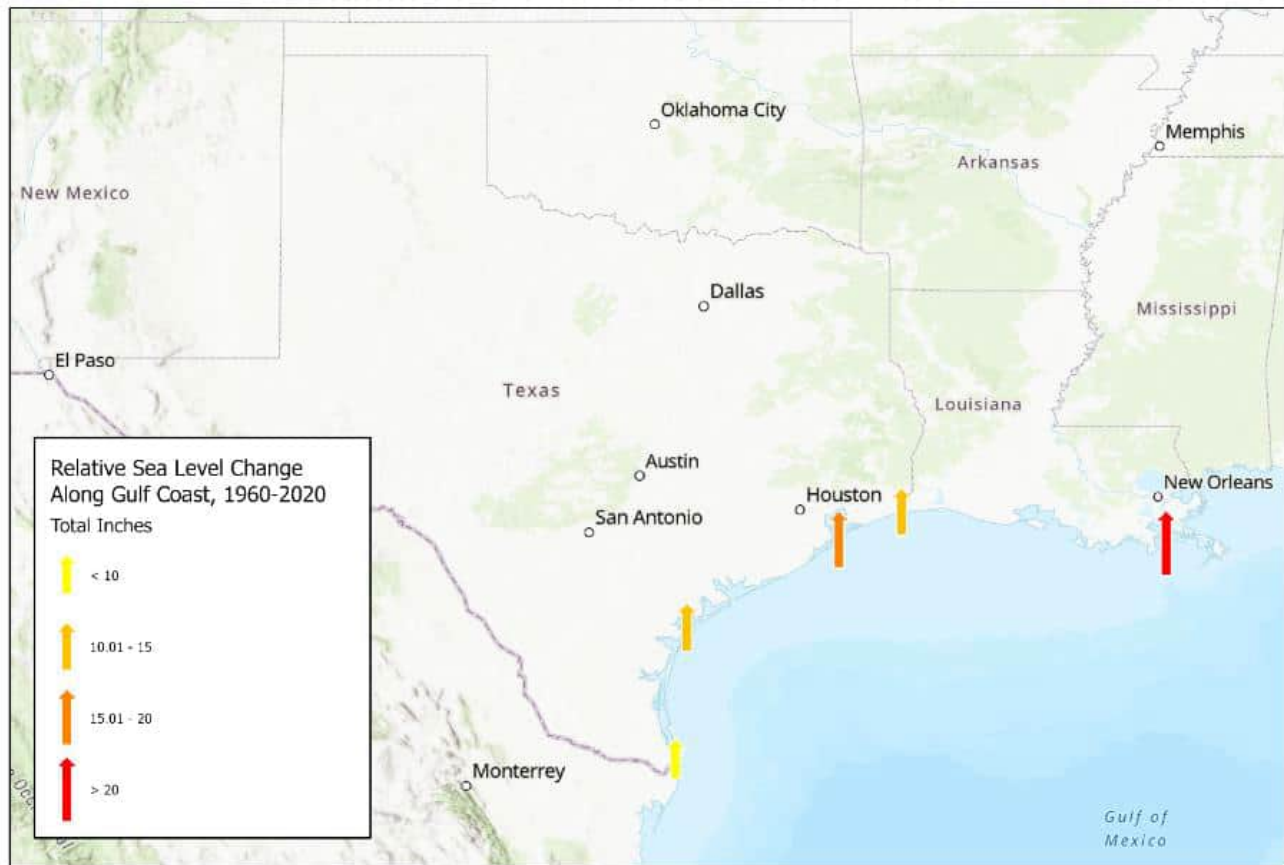 Oklahoma City
Memphis
Arkansas
New Mexico
Dallas
Mississippi
El Paso
Texas
Louisiana
Austin
Houston
New Orleans
San Antonio
Relative Sea Level Change
Along Gulf Coast, 1960-2020
Total Inches
< 10
10.01 - 15
15.01 - 20
> 20
Monterrey
Gulf of
Mexico